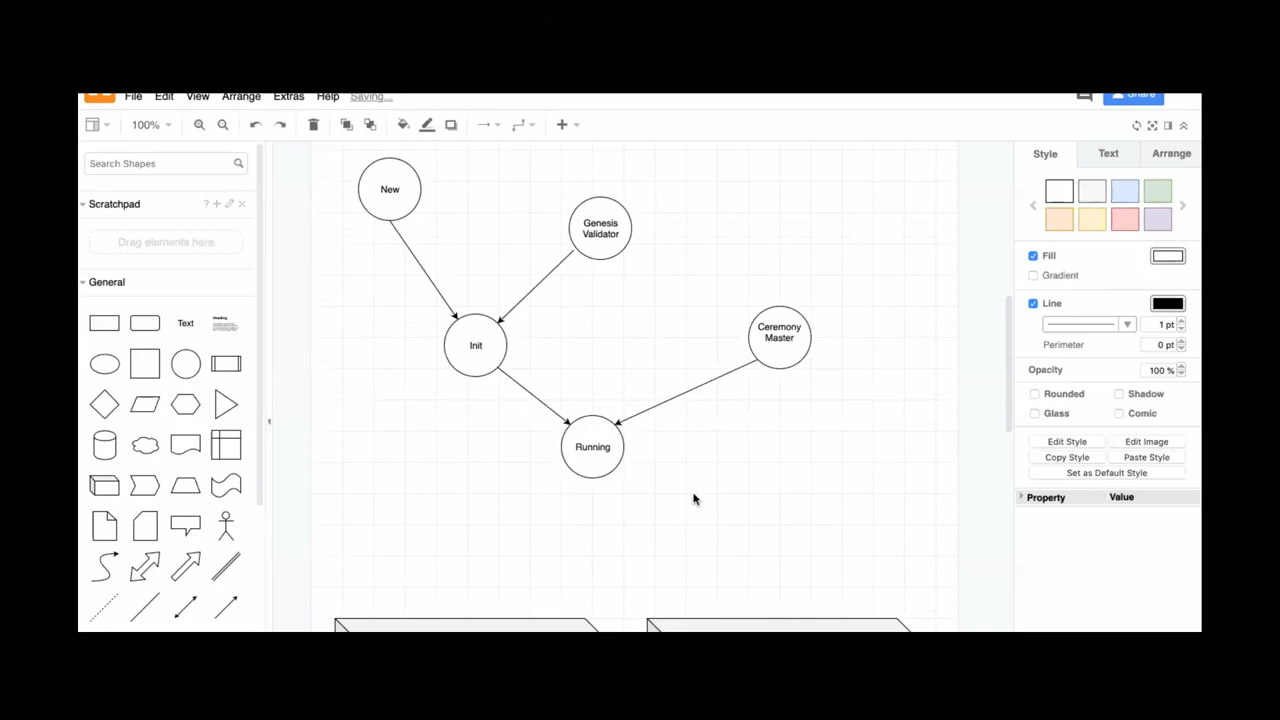 File Edit View Arrange Extras Help Saving...
Share
100%
Search Shapes
Scratchpad
?
Drag elements here
General
Text
Heading
New
Genesis
Validator
Init
Ceremony
Master
Running
Style Text Arrange
Fill
Gradient
Line
1 pt
Perimeter 0 pt
Opacity 100 %
Rounded Shadow
Glass Comic
Edit Style Edit Image
Copy Style Paste Style
Set as Default Style
Property Value